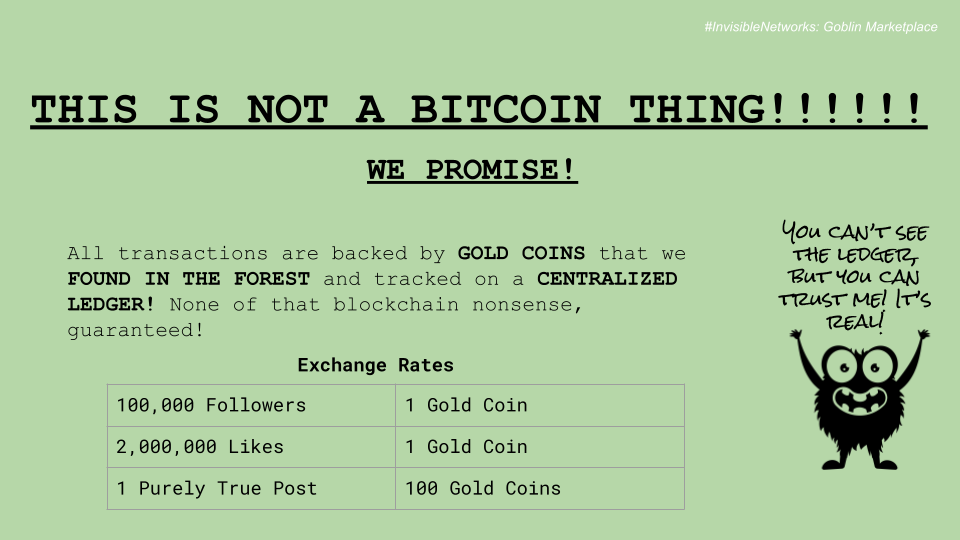 #InvisibleNetworks: Goblin Marketplace
THIS IS NOT A BITCOIN THING!!!!!!
WE PROMISE!
All transactions are backed by GOLD COINS that we
FOUND IN THE FOREST and tracked on a CENTRALIZED
LEDGER! None of that blockchain nonsense,
guaranteed!
You can't see
the ledger,
but you can
trust me! It's
real!
Exchange Rates
100,000 Followers 1 Gold Coin
2,000,000 Likes 1 Gold Coin
1 Purely True Post 100 Gold Coins